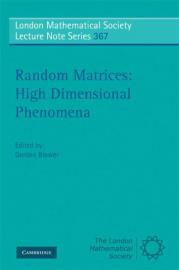 London Mathematical Society
Lecture Note Series 367
Random Matrices:
High Dimensional
Phenomena
Edited by
Gordon Blower
CAMBRIDGE
The London
Mathematical
Society